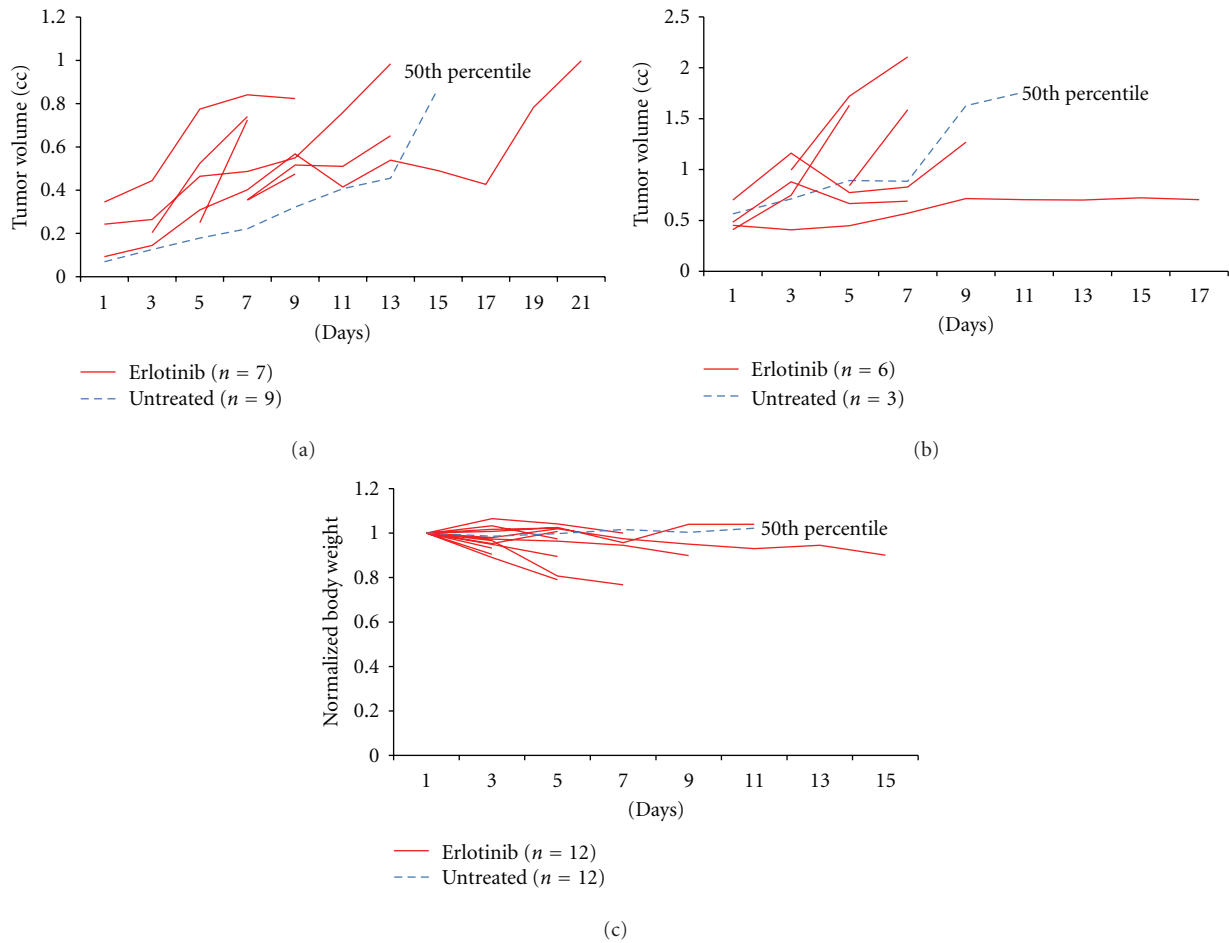 1.2
1
0.8
0.6
0.4
0.2
0
Tumor volume (cc)
50th percentile
1 3 5 7 9 11 13 15 17 19 21
(Days)
Erlotinib (n = 7)
Untreated (n = 9)
(a)
2.5
2
1.5
1
0.5
0
Tumor volume (cc)
50th percentile
1 3 5 7 9 11 13 15 17
(Days)
Erlotinib (n = 6)
Untreated (n = 3)
(b)
1.2
1
0.8
0.6
0.4
0.2
0
Normalized body weight
50th percentile
1 3 5 7 9 11 13 15
(Days)
Erlotinib (n = 12)
Untreated (n = 12)
(c)